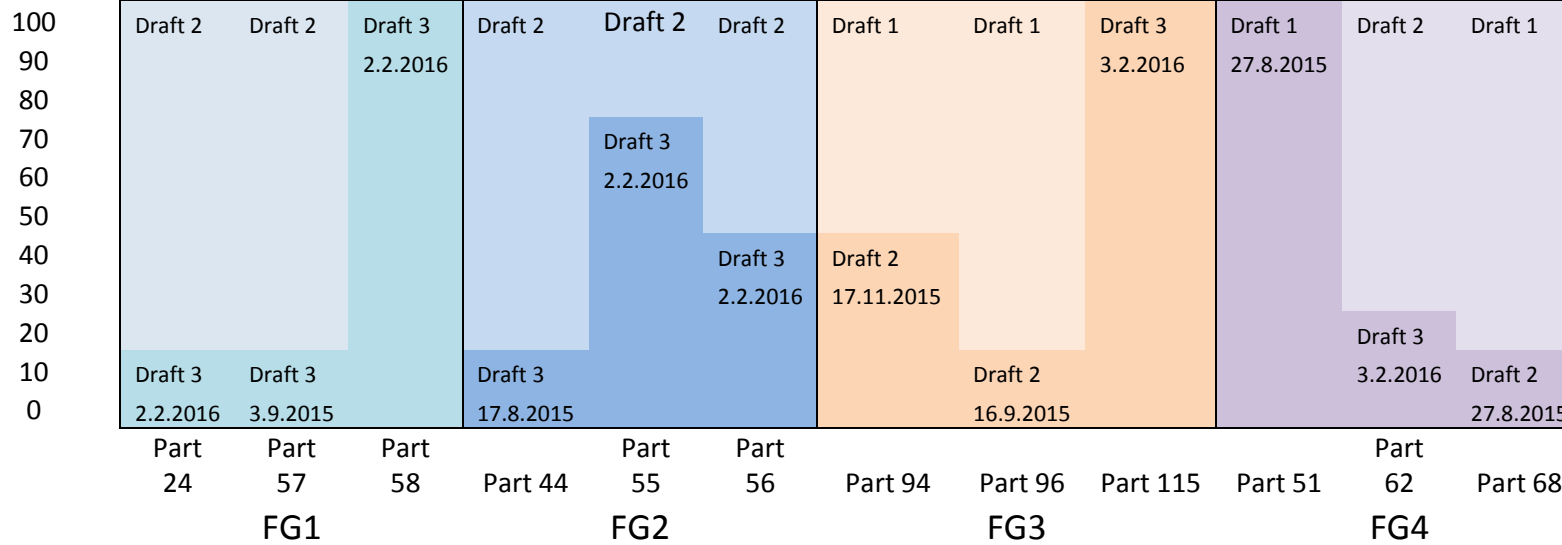 100 Draft 2 Draft 2 Draft 3 Draft 2 Draft 2 Draft 2 Draft 1 Draft 1 Draft 3 Draft 1 Draft 2 Draft 1
90 2.2.2016 3.2.2016 27.8.2015
80
70 Draft 3
60 2.2.2016
50
40 Draft 3 Draft 2
30 2.2.2016 17.11.2015
20 Draft 3
10 Draft 3 Draft 3 Draft 3 Draft 2 3.2.2016 Draft 2
0 2.2.2016 3.9.2015 17.8.2015 16.9.2015 27.8.2015
Part Part Part Part Part Part
24 57 58 Part 44 55 56 Part 94 Part 96 Part 115 Part 51 62 Part 68
FG1 FG2 FG3 FG4